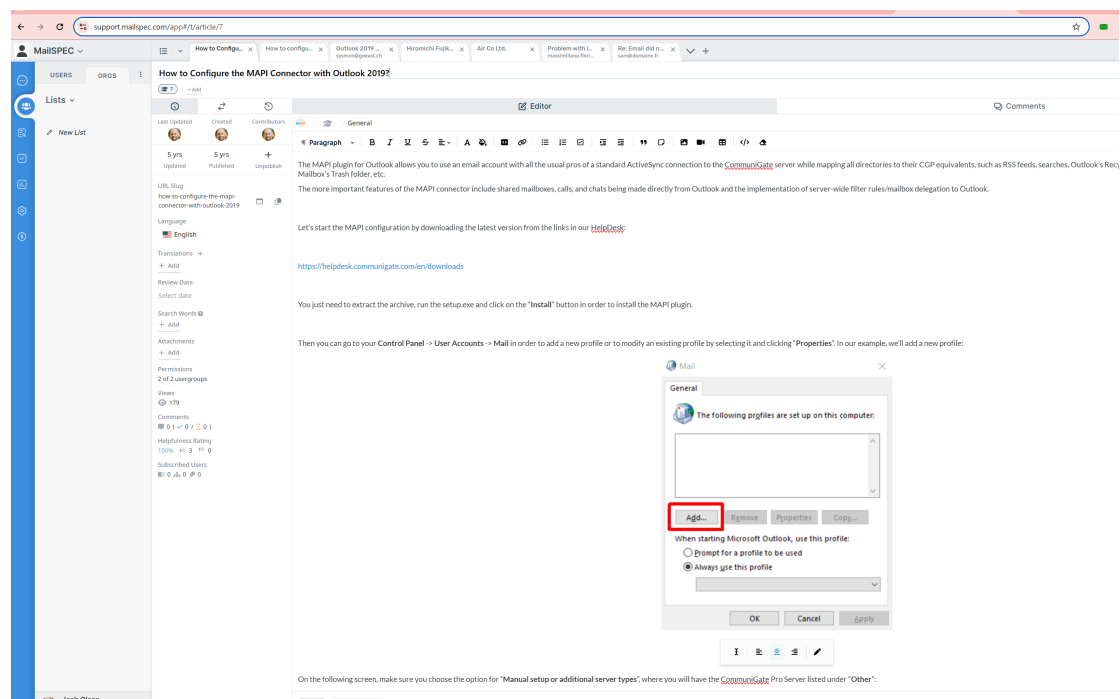 support.mailspec.com/app#/t/article/7
MailSPEC
How to Configu...
How to configu...
Outlook 2019 ...
sysman@gneast.ch
Hiromichi Fujik...
Air Co Ltd.
Problem with i...
massimiliano.flori...
Re: Email did n...
sam@domaine.fr
USERS
ORGS
How to Configure the MAPI Connector with Outlook 2019?
7
+ Add
Lists
New List
Editor
Comments
Last Updated
Created
Contributors
General
Paragraph
5 yrs
Updated
5 yrs
Published
+
Unpublish
URL Slug
how-to-configure-the-mapi-
connector-with-outlook-2019
Language
English
Translations +
+ Add
Review Date
Select date
Search Words
+ Add
Attachments
+ Add
Permissions
2 of 2 usergroups
Views
179
Comments
0 ( 0 / 0 )
Helpfulness Rating
100% 3 0
Subscribed Users
0 0 0
The MAPI plugin for Outlook allows you to use an email account with all the usual pros of a standard ActiveSync connection to the CommuniGate server while mapping all directories to their CGP equivalents, such as RSS feeds, searches, Outlook's Recy
Mailbox's Trash folder, etc.
The more important features of the MAPI connector include shared mailboxes, calls, and chats being made directly from Outlook and the implementation of server-wide filter rules/mailbox delegation to Outlook.
Let's start the MAPI configuration by downloading the latest version from the links in our HelpDesk:
https://helpdesk.communigate.com/en/downloads
You just need to extract the archive, run the setup.exe and click on the "Install" button in order to install the MAPI plugin.
Then you can go to your Control Panel -> User Accounts -> Mail in order to add a new profile or to modify an existing profile by selecting it and clicking "Properties". In our example, we'll add a new profile:
Mail
General
The following profiles are set up on this computer:
Add...
Remove
Properties
Copy...
When starting Microsoft Outlook, use this profile:
Prompt for a profile to be used
Always use this profile
OK
Cancel
Apply
On the following screen, make sure you choose the option for "Manual setup or additional server types", where you will have the CommuniGate Pro Server listed under "Other":